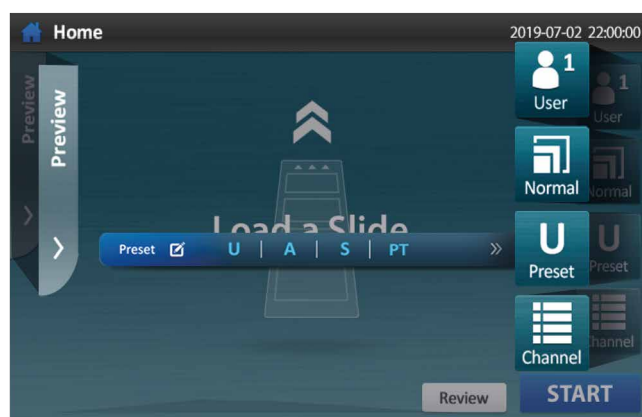 Home
2019-07-02 22:00:00
Preview
Preview
1
User
1
User
Normal
Normal
Load a Slide
Preset
U | A | S | PT
U
Preset
U
Preset
Channel
Channel
Review
START